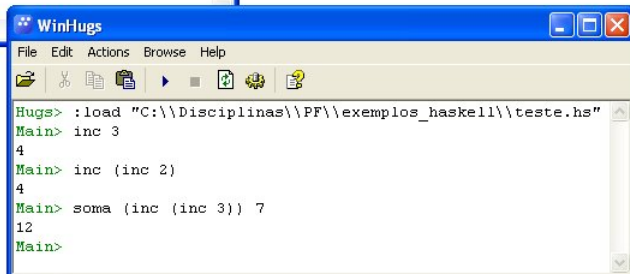 WinHugs
File Edit Actions Browse Help
Hugs> :load "C:\\Disciplinas\\PF\\exemplos_haskell\\teste.hs"
Main> inc 3
4
Main> inc (inc 2)
4
Main> soma (inc (inc 3)) 7
12
Main>